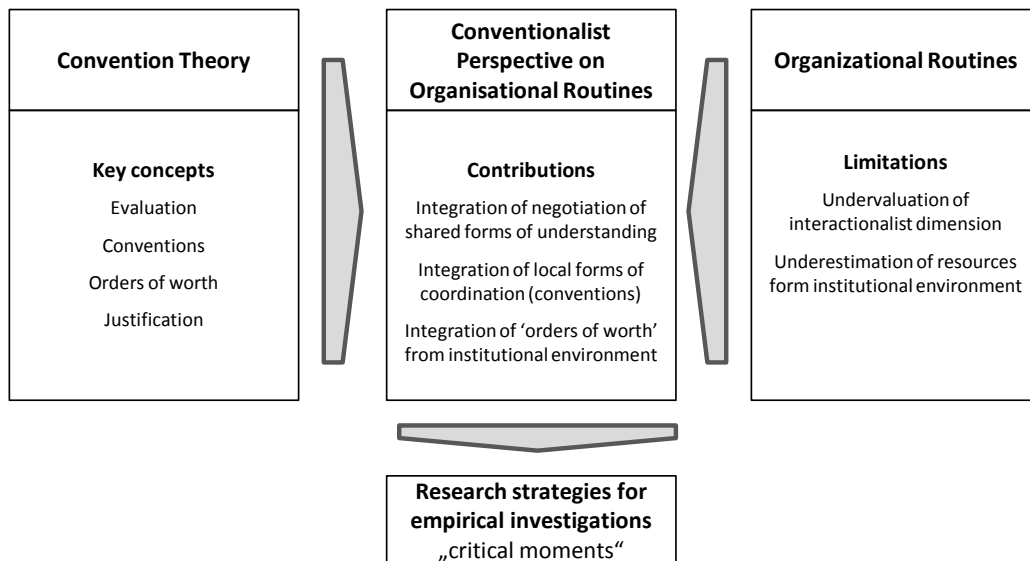 Convention Theory
Key concepts
Evaluation
Conventions
Orders of worth
Justification
Conventionalist
Perspective on
Organisational Routines
Contributions
Integration of negotiation of
shared forms of understanding
Integration of local forms of
coordination (conventions)
Integration of ‘orders of worth’
from institutional environment
Organizational Routines
Limitations
Undervaluation of
interactionalist dimension
Underestimation of resources
form institutional environment
Research strategies for
empirical investigations
„critical moments“